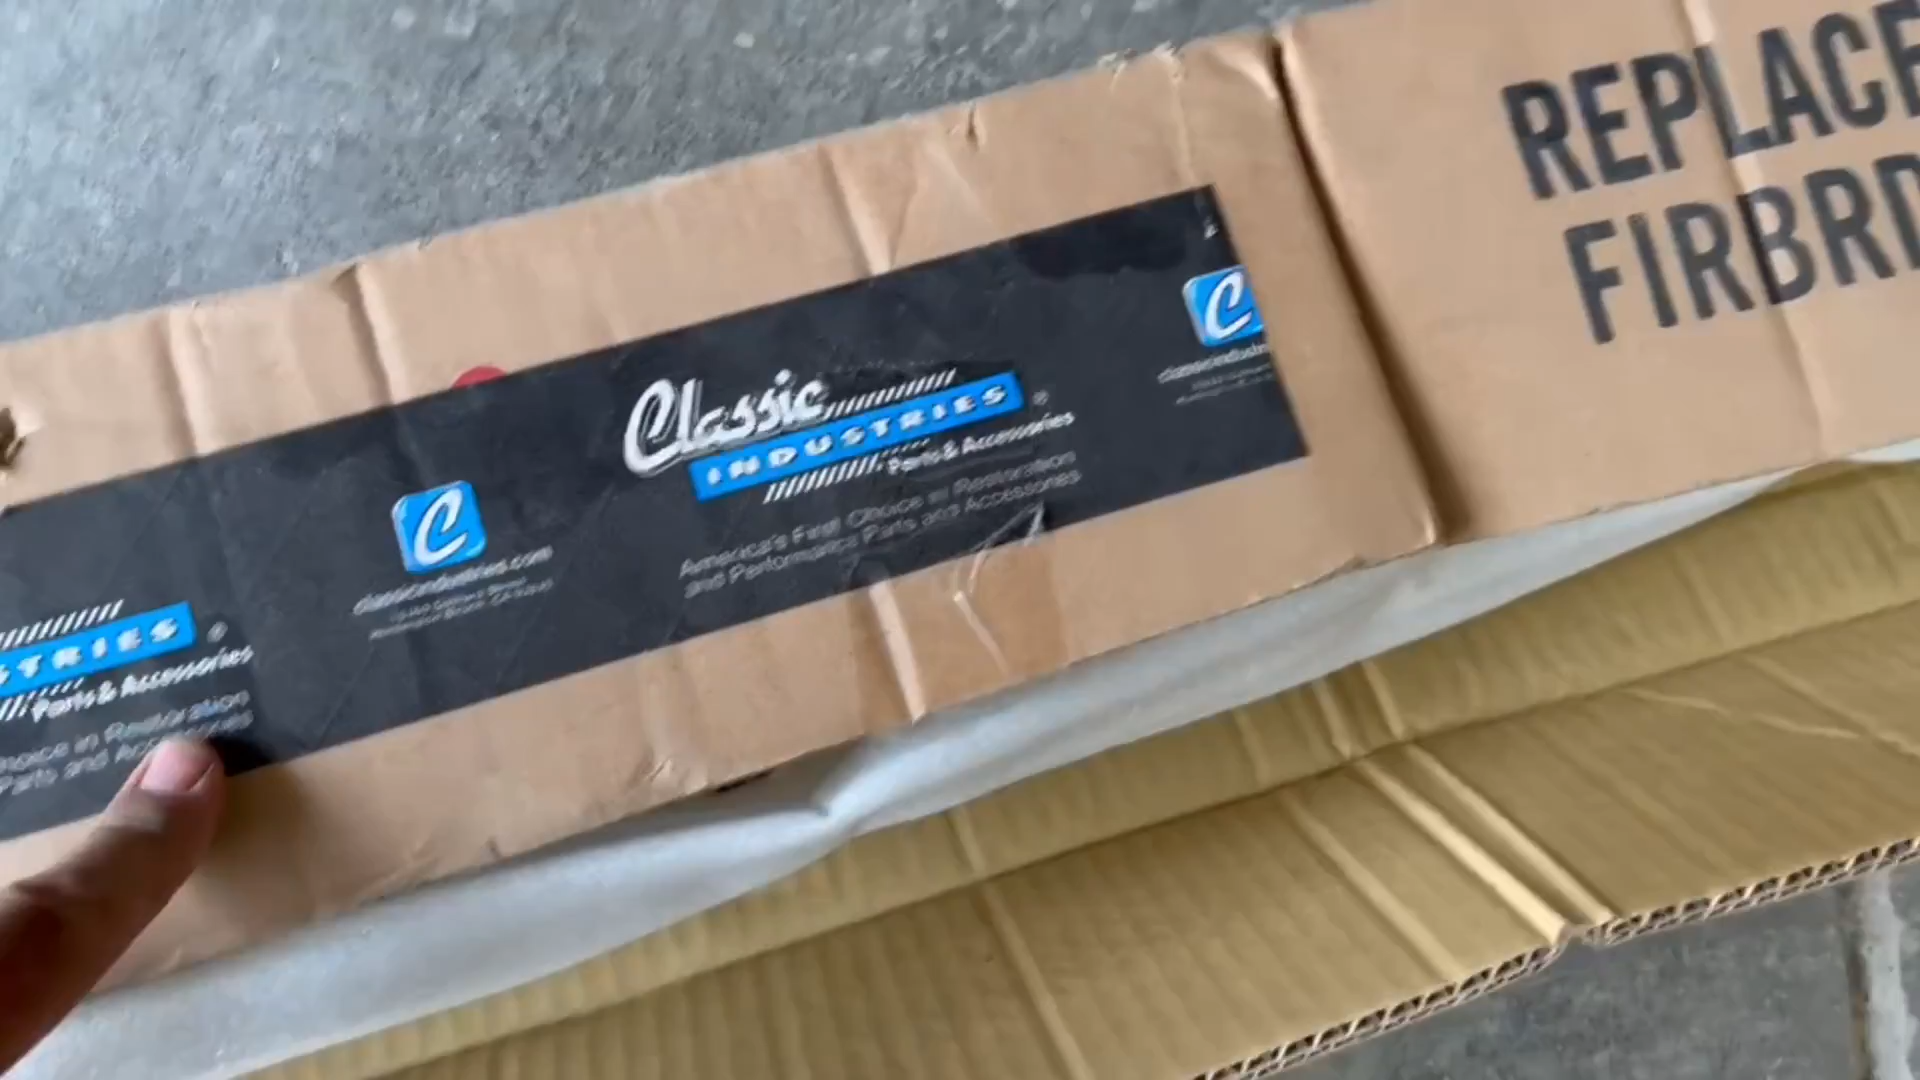 REPLACE
FIRBRD
Classic
INDUSTRIES ®
Parts & Accessories
America's First Choice in Restoration
and Performance Parts and Accessories
C
C
classicindustries.com
STRIES ®
Parts & Accessories
Choice in Restoration
Parts and Accessories